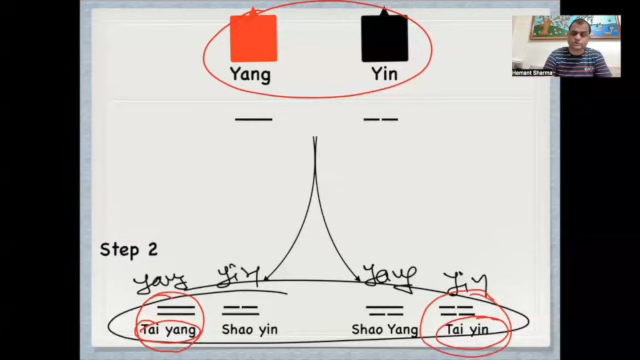 Yang Yin
Hemant Sharma
Step 2
Yang Yin Yang Yin
Tai yang Shao yin Shao Yang Tai yin